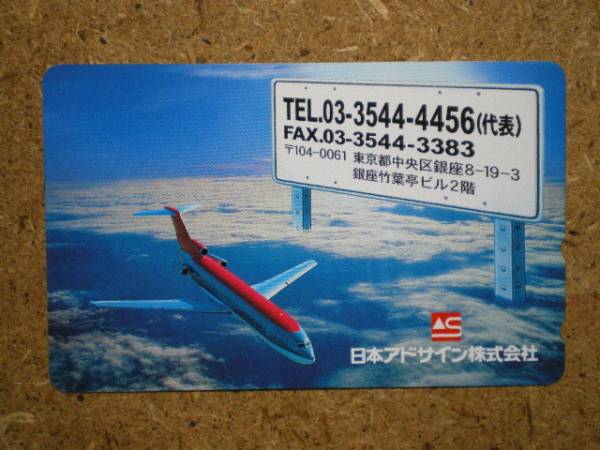 TEL.03-3544-4456(代表)
FAX.03-3544-3383
〒104-0061 東京都中央区銀座8-19-3
銀座竹葉亭ビル2階
日本アドサイン株式会社